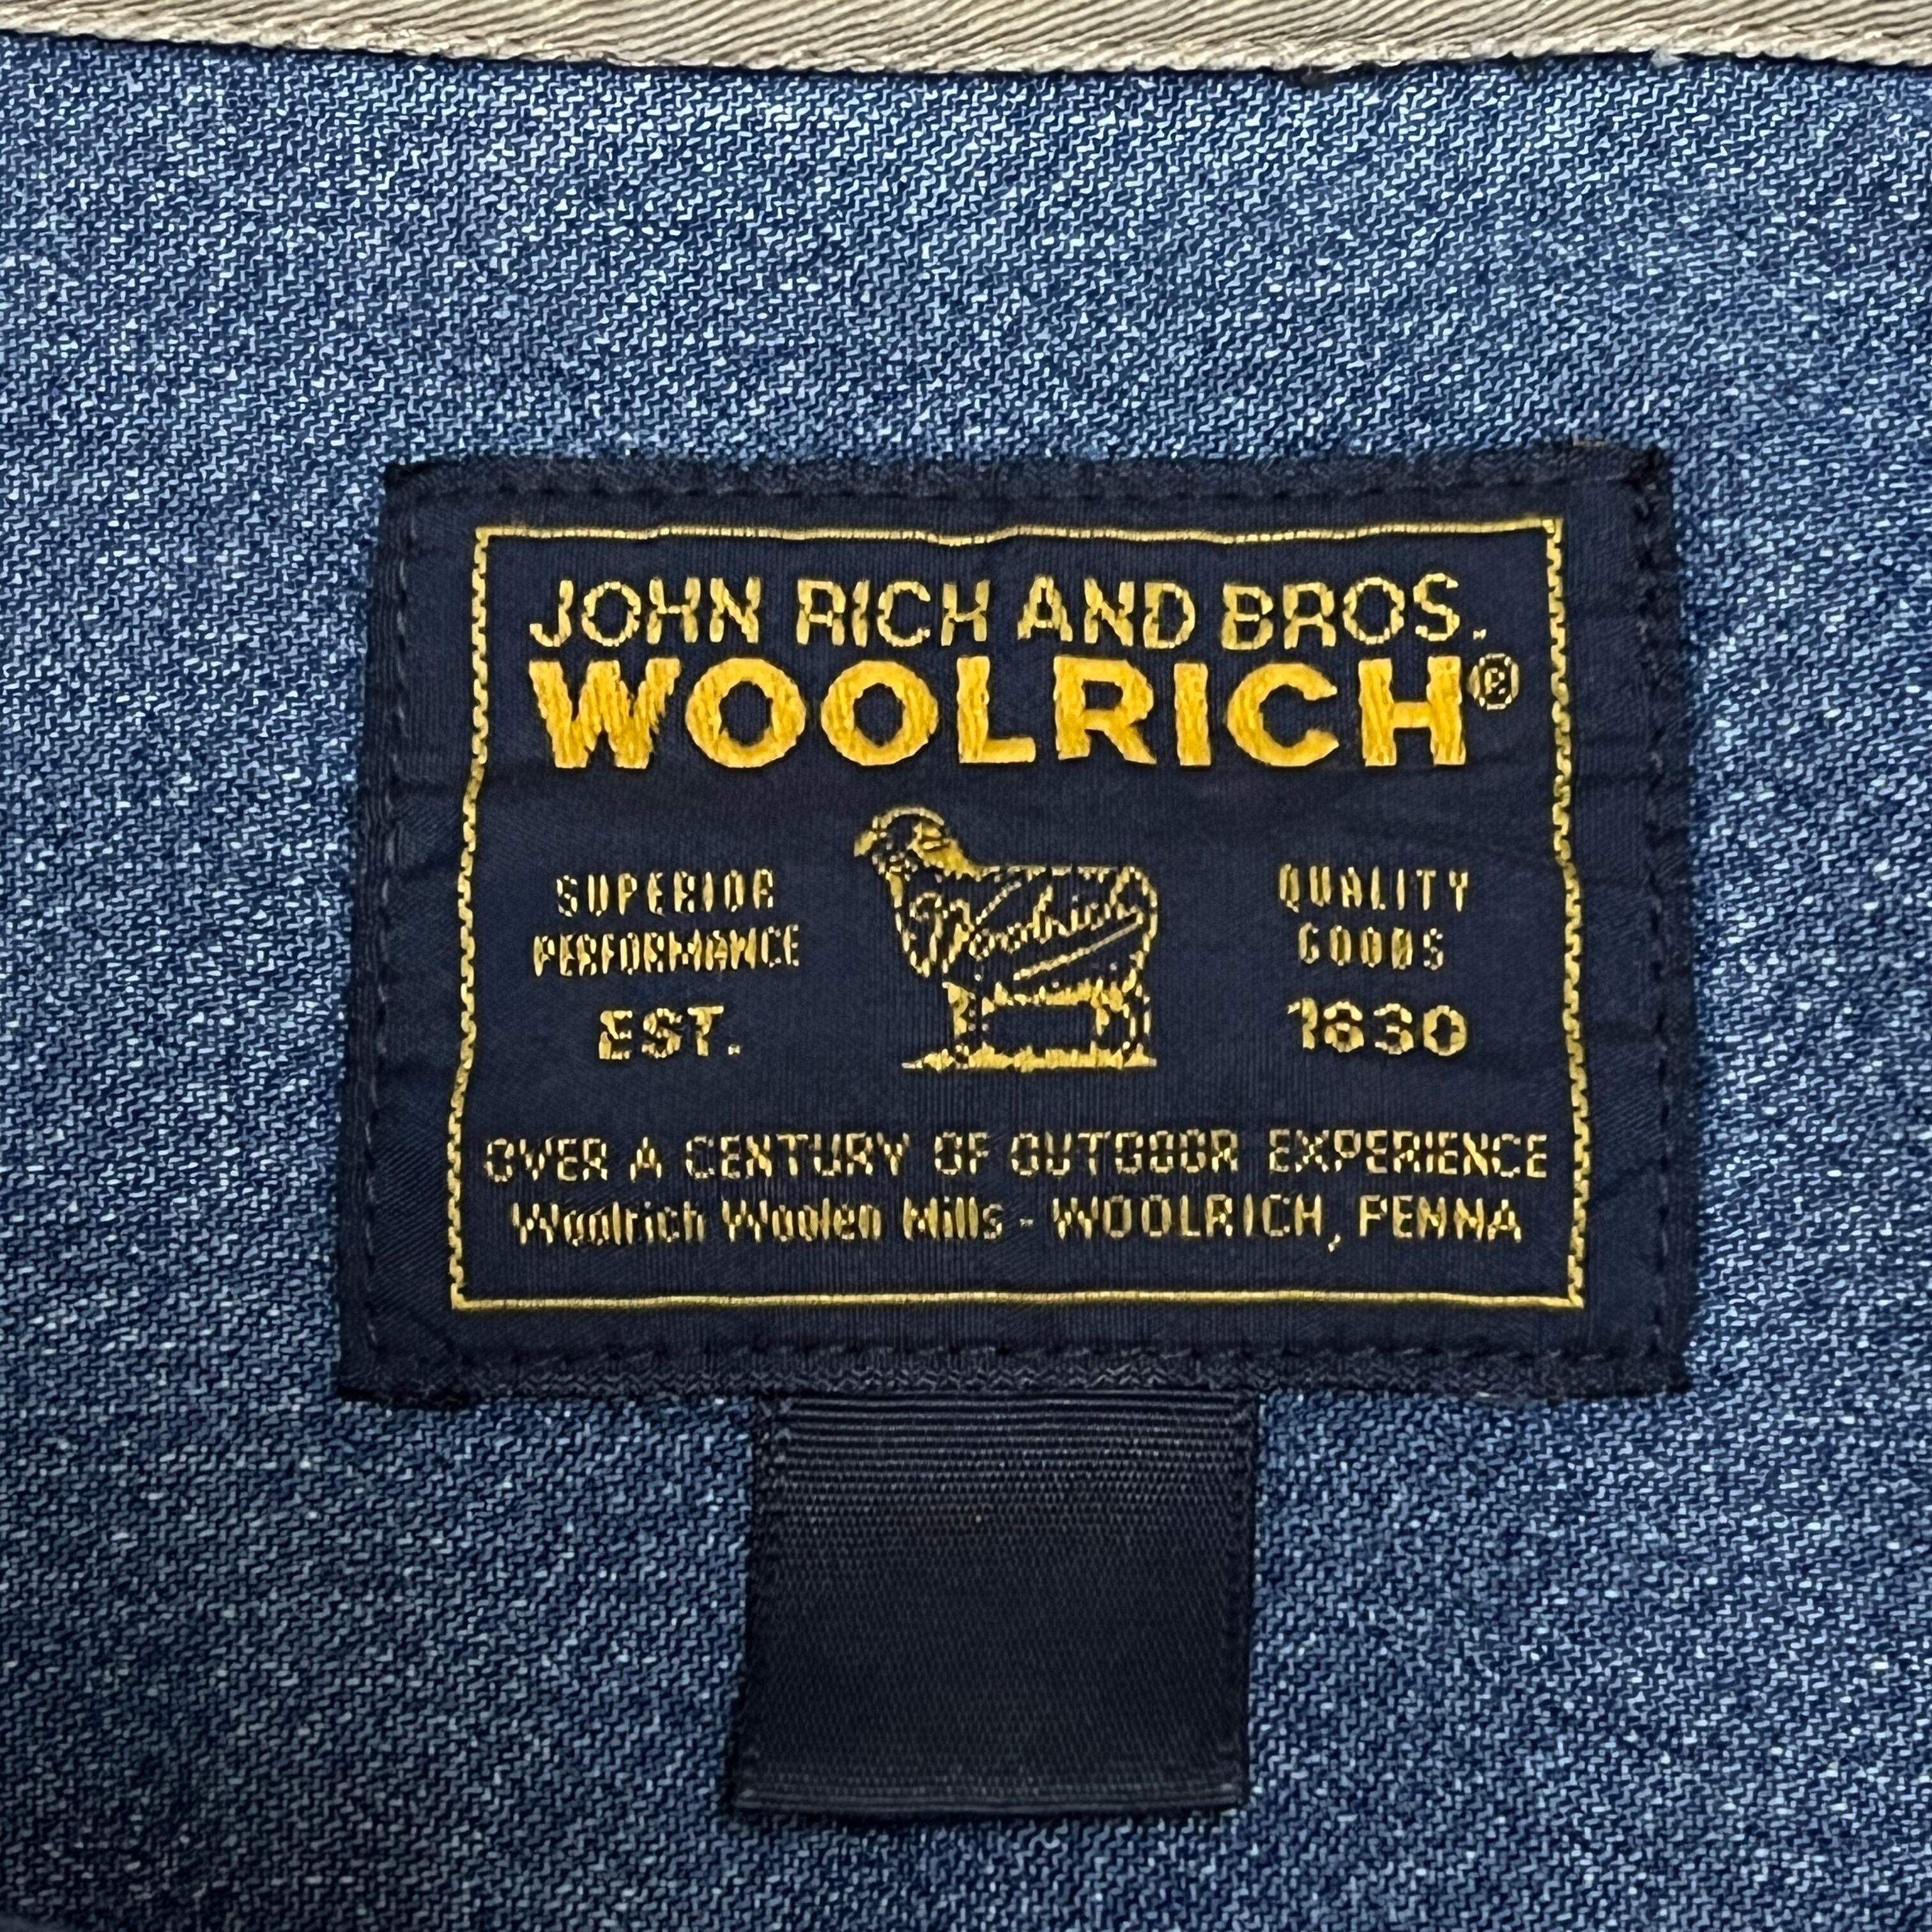 JOHN RICH AND BROS.
WOOLRICH®
SUPERIOR
PERFORMANCE
EST.
Woolrich
QUALITY
GOODS
1830
OVER A CENTURY OF OUTDOOR EXPERIENCE
Woolrich Woolen Mills - WOOLRICH, PENNA